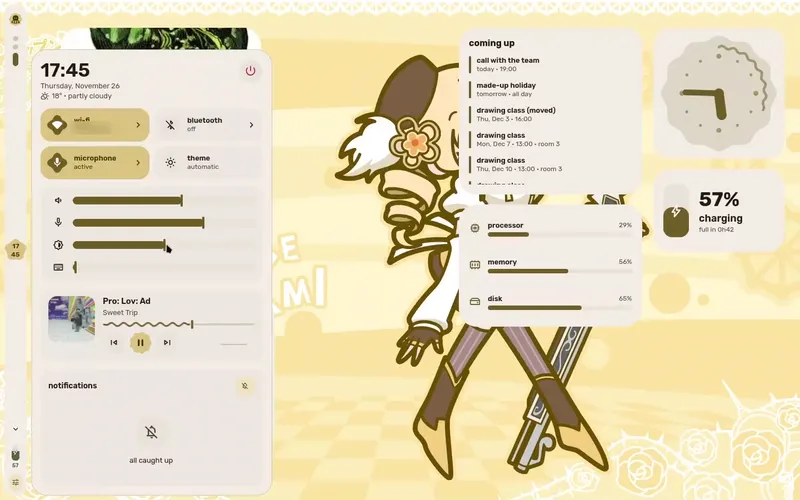 17:45
Thursday, November 26
18° • partly cloudy
wi-fi
bluetooth
off
microphone
active
theme
automatic
Pro: Lov: Ad
Sweet Trip
notifications
all caught up
17
45
57
coming up
call with the team
today • 19:00
made-up holiday
tomorrow • all day
drawing class (moved)
Thu, Dec 3 • 16:00
drawing class
Mon, Dec 7 • 13:00 • room 3
drawing class
Thu, Dec 10 • 13:00 • room 3
drawing class
processor
29%
memory
56%
disk
65%
57%
charging
full in 0h42